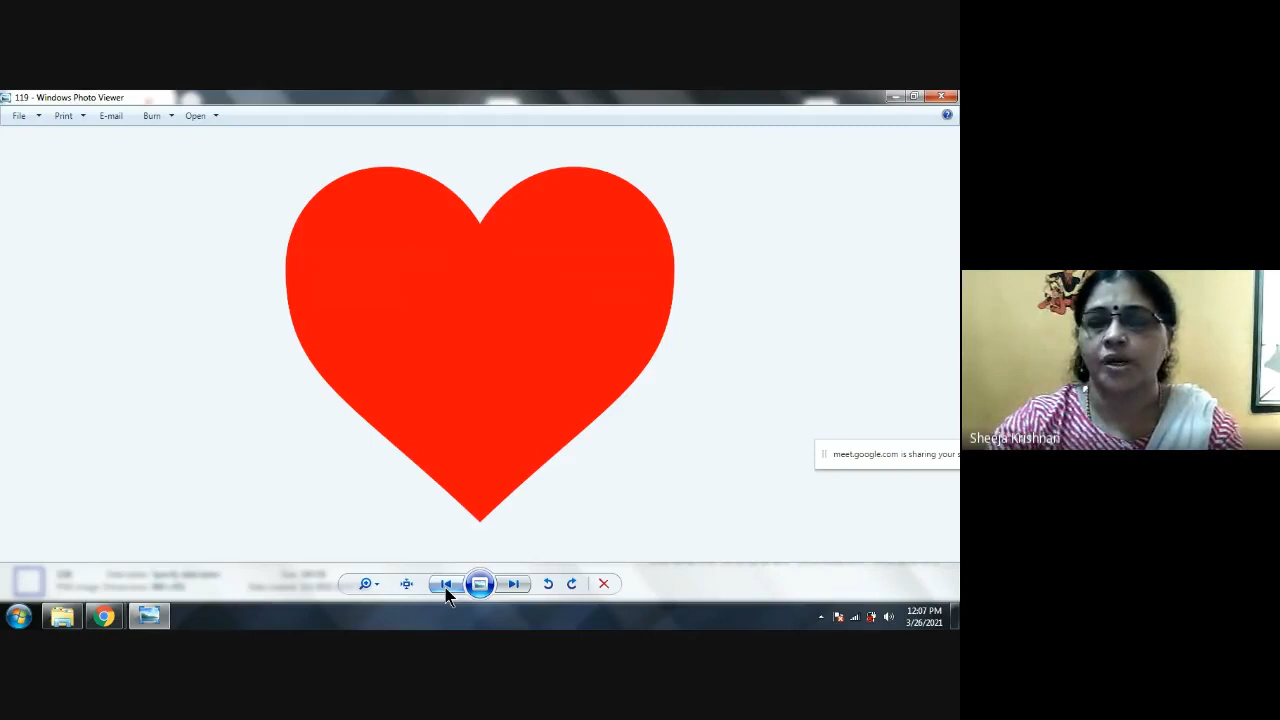 119 - Windows Photo Viewer
File Print E-mail Burn Open
Sheeja Krishnan
meet.google.com is sharing your s
12:07 PM
3/26/2021